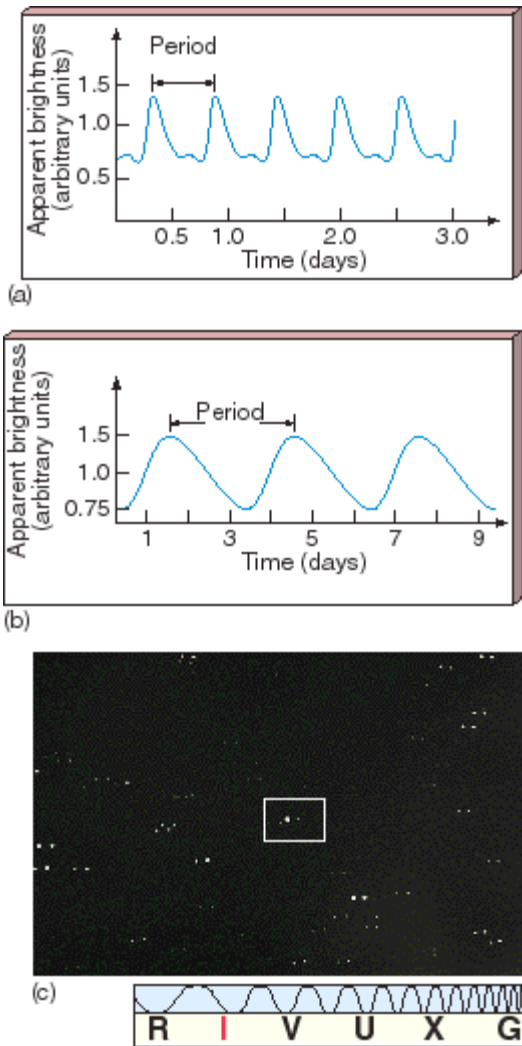 Period
Apparent brightness
(arbitrary units)
1.5
1.0
0.5
0.5 1.0 2.0 3.0
Time (days)
(a)
Period
Apparent brightness
(arbitrary units)
1.5
1.0
0.75
1 3 5 7 9
Time (days)
(b)
(c)
R I V U X G